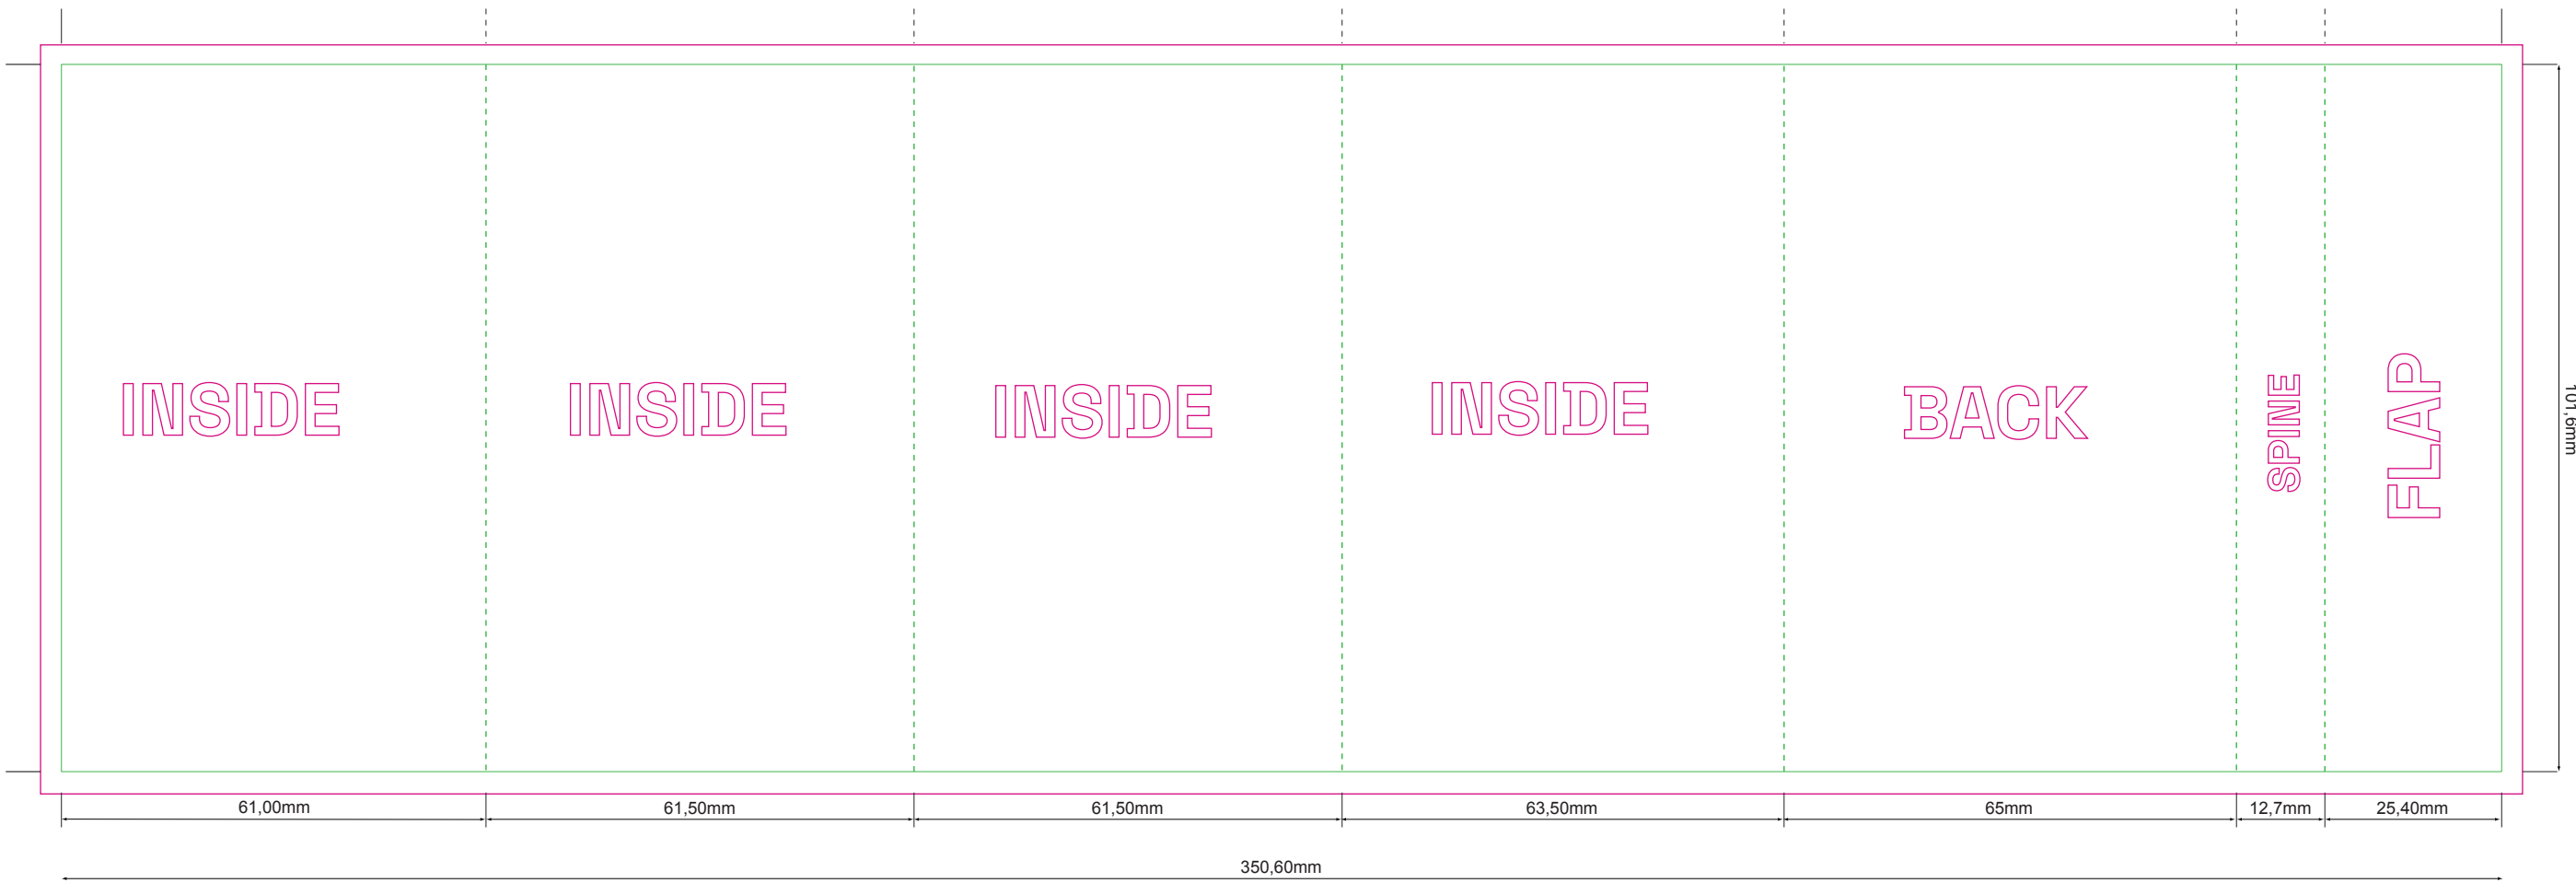 INSIDE
INSIDE
INSIDE
INSIDE
BACK
SPINE
FLAP
101,6mm
61,00mm
61,50mm
61,50mm
63,50mm
65mm
12,7mm
25,40mm
350,60mm